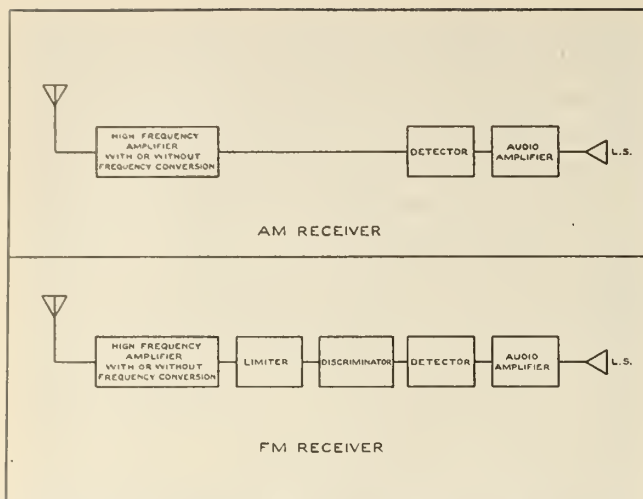 HIGH FREQUENCY
AMPLIFIER
WITH OR WITHOUT
FREQUENCY CONVERSION
DETECTOR
AUDIO
AMPLIFIER
L.S.
AM RECEIVER
HIGH FREQUENCY
AMPLIFIER
WITH OR WITHOUT
FREQUENCY CONVERSION
LIMITER
DISCRIMINATOR
DETECTOR
AUDIO
AMPLIFIER
L.S.
FM RECEIVER